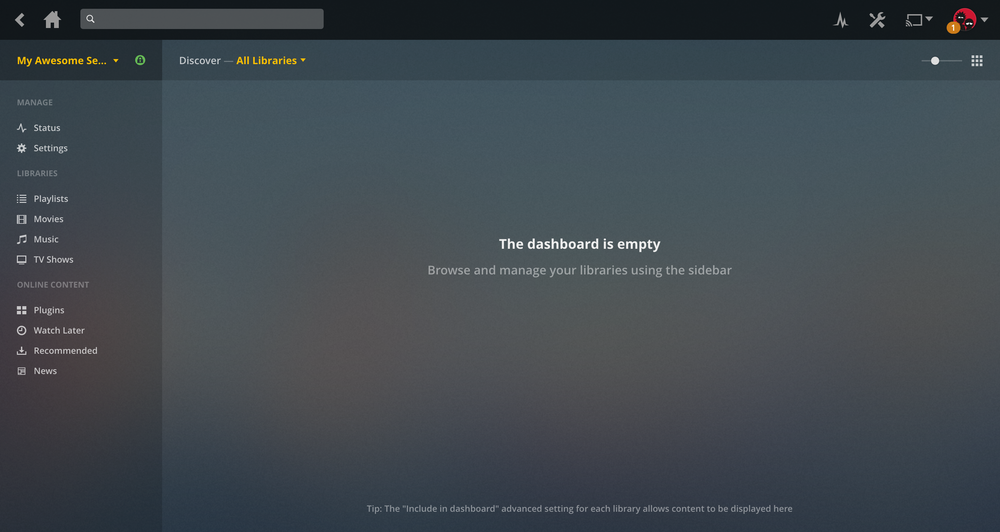 1
My Awesome Se...
Discover — All Libraries
MANAGE
Status
Settings
LIBRARIES
Playlists
Movies
Music
TV Shows
ONLINE CONTENT
Plugins
Watch Later
Recommended
News
The dashboard is empty
Browse and manage your libraries using the sidebar
Tip: The "Include in dashboard" advanced setting for each library allows content to be displayed here